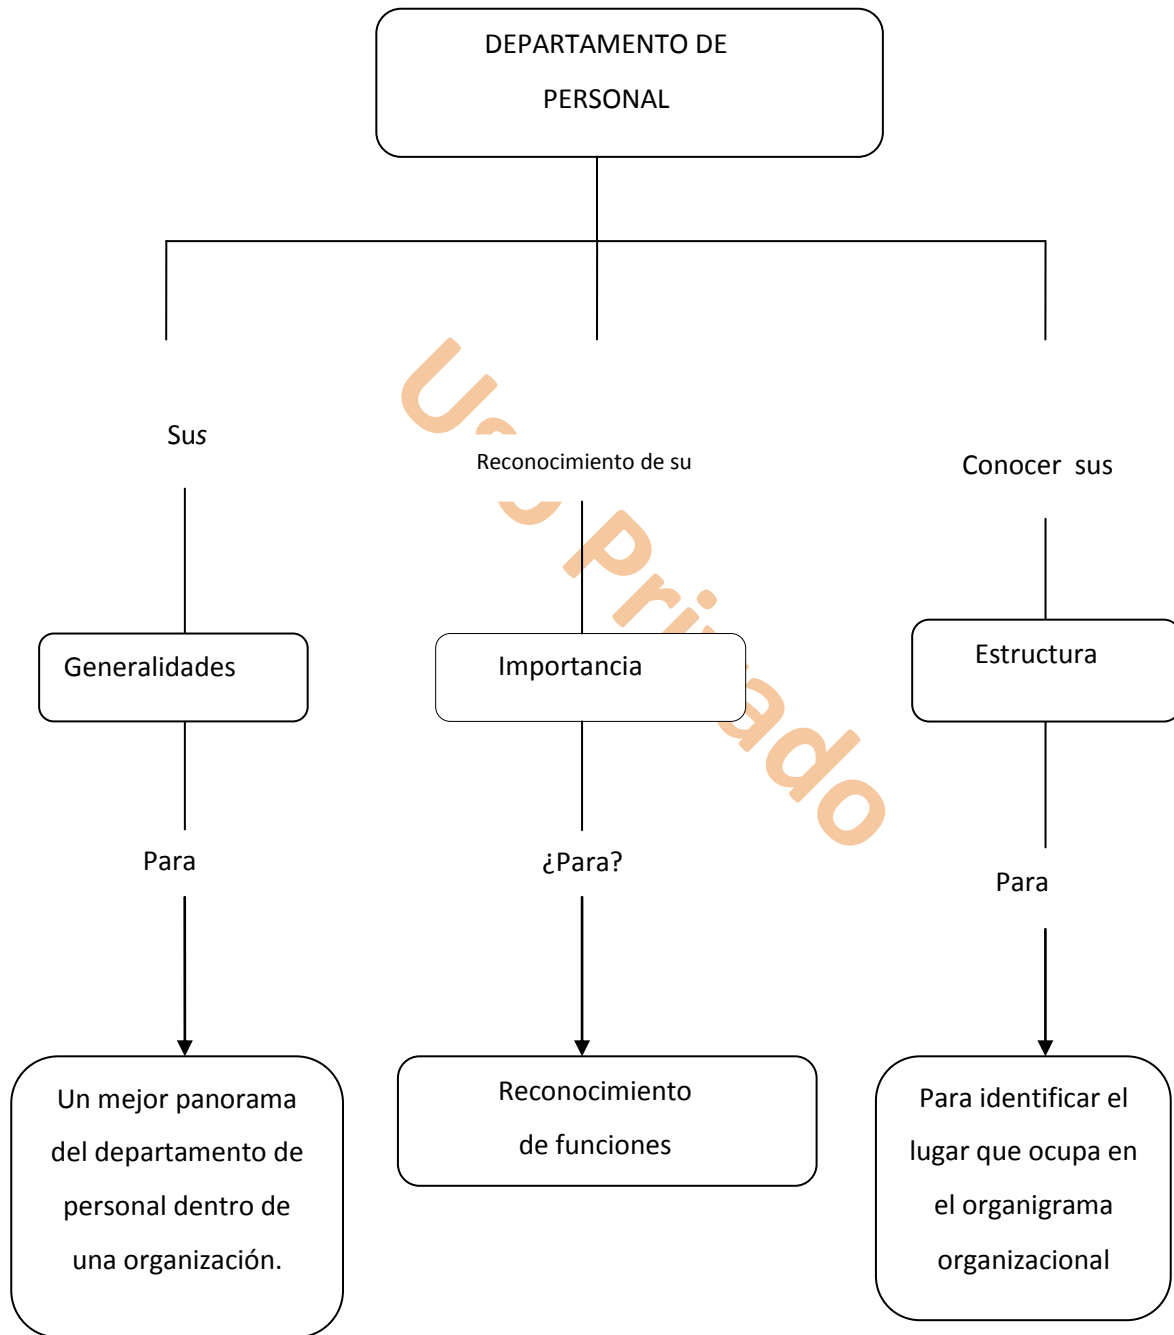 DEPARTAMENTO DE
PERSONAL
Sus
Reconocimiento de su
Conocer sus
Generalidades
Importancia
Estructura
Para
¿Para?
Para
Un mejor panorama
del departamento de
personal dentro de
una organización.
Reconocimiento
de funciones
Para identificar el
lugar que ocupa en
el organigrama
organizacional
Uso Privado